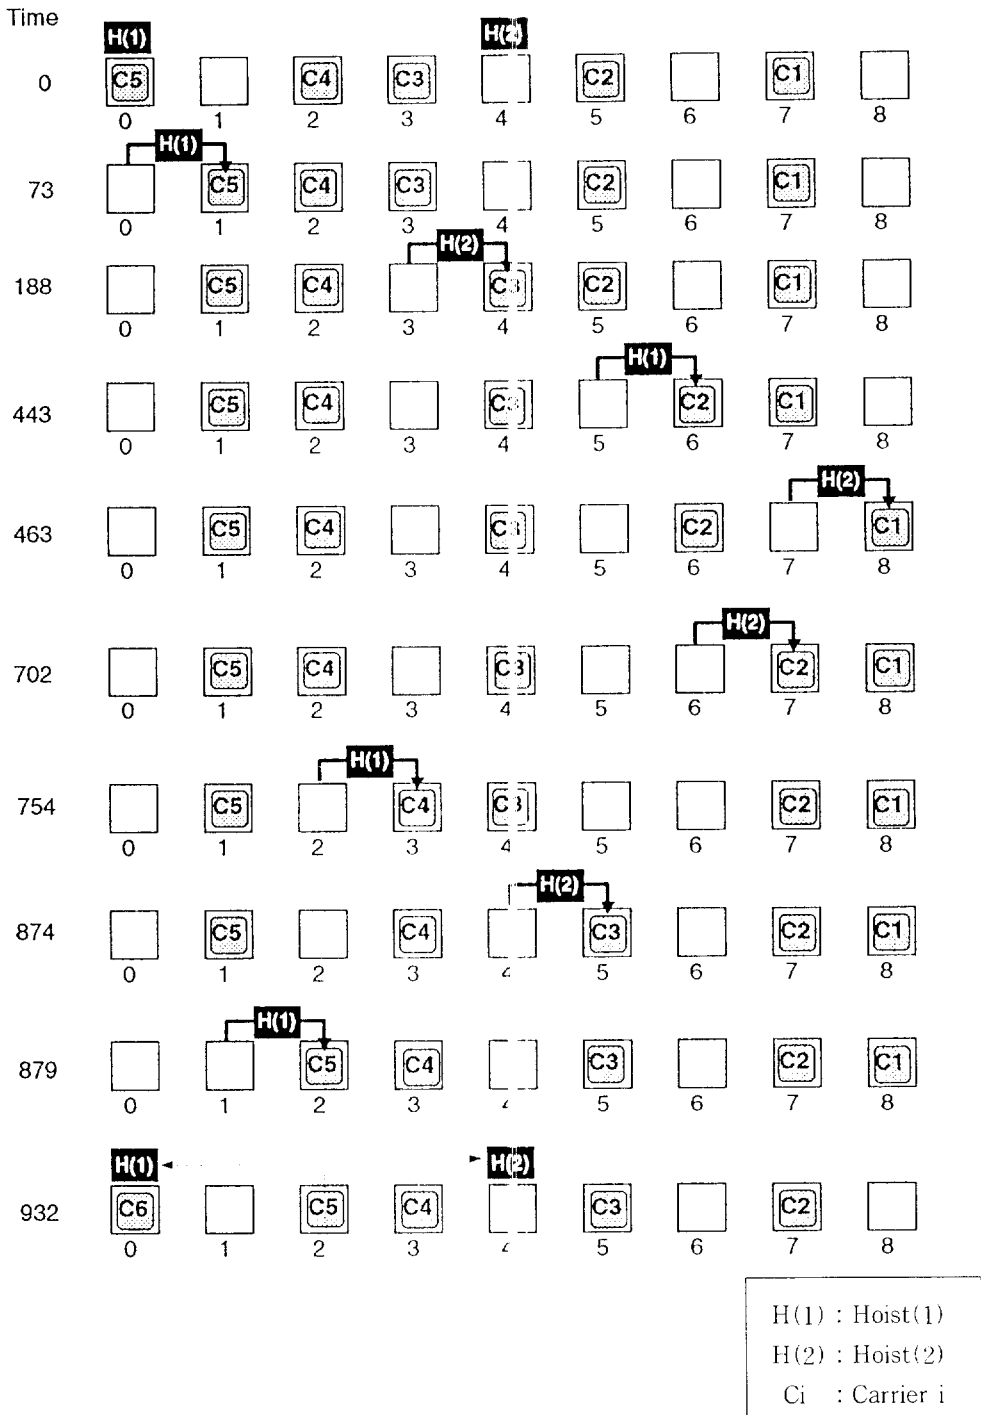 Time
H(1) H(2)
0 C5 C4 C3 C2 C1
0 1 2 3 4 5 6 7 8
H(1)
73 C5 C4 C3 C2 C1
0 1 2 3 4 5 6 7 8
H(2)
188 C5 C4 C3 C2 C1
0 1 2 3 4 5 6 7 8
H(1)
443 C5 C4 C3 C2 C1
0 1 2 3 4 5 6 7 8
H(2)
463 C5 C4 C3 C2 C1
0 1 2 3 4 5 6 7 8
H(2)
702 C5 C4 C3 C2 C1
0 1 2 3 4 5 6 7 8
H(1)
754 C5 C4 C3 C2 C1
0 1 2 3 4 5 6 7 8
H(2)
874 C5 C4 C3 C2 C1
0 1 2 3 4 5 6 7 8
H(1)
879 C5 C4 C3 C2 C1
0 1 2 3 4 5 6 7 8
H(1) H(2)
932 C6 C5 C4 C3 C2
0 1 2 3 4 5 6 7 8
H(1) : Hoist(1)
H(2) : Hoist(2)
Ci : Carrier i